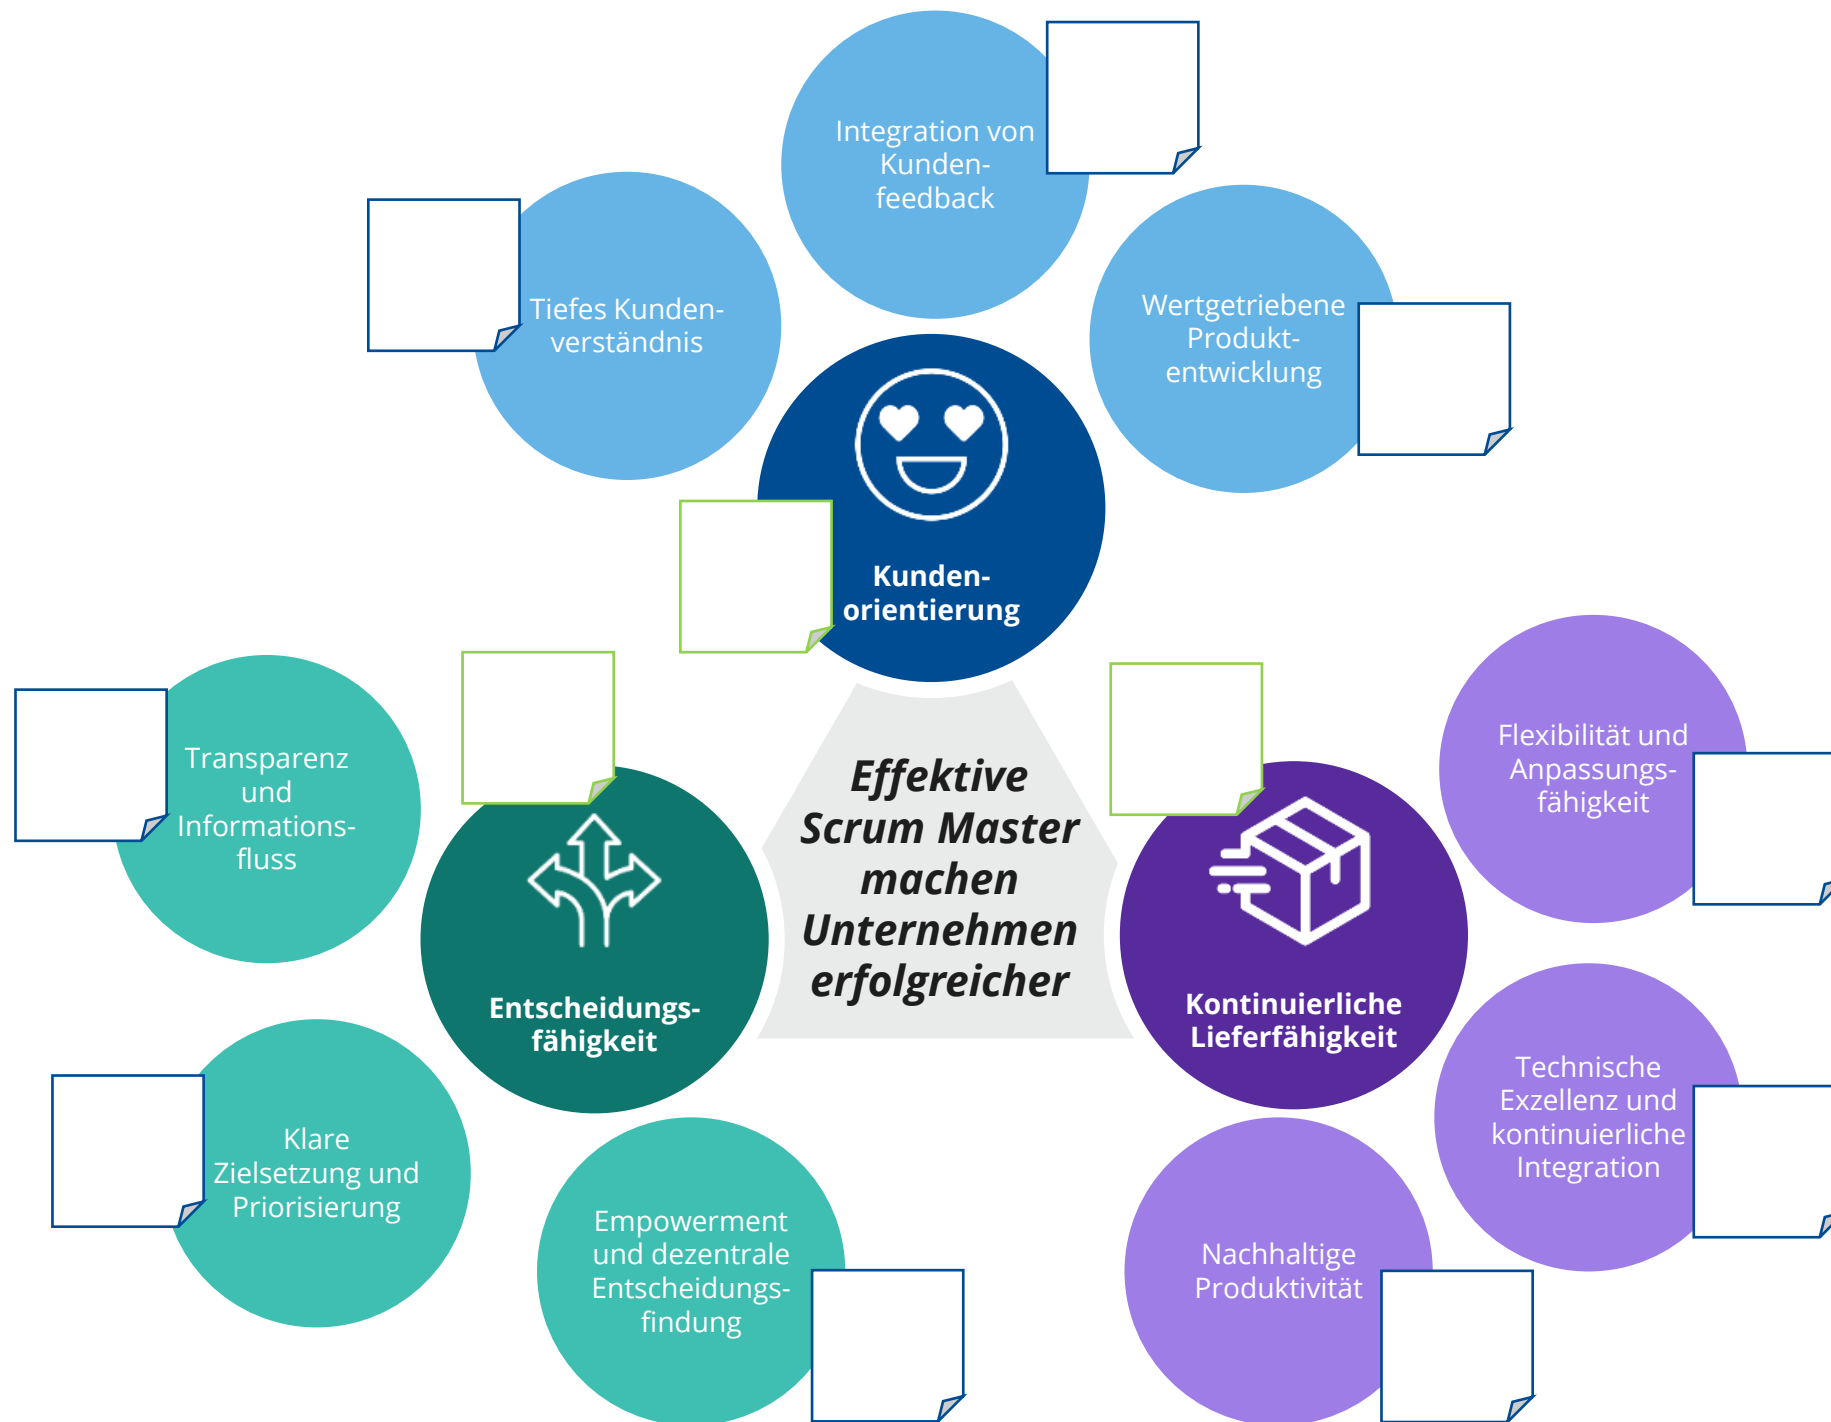 Integration von
Kunden-
feedback
Tiefes Kunden-
verständnis
Wertgetriebene
Produkt-
entwicklung
Kunden-
orientierung
Transparenz
und
Informations-
fluss
Effektive
Scrum Master
machen
Unternehmen
erfolgreicher
Flexibilität und
Anpassungs-
fähigkeit
Entscheidungs-
fähigkeit
Kontinuierliche
Lieferfähigkeit
Klare
Zielsetzung und
Priorisierung
Empowerment
und dezentrale
Entscheidungs-
findung
Nachhaltige
Produktivität
Technische
Exzellenz und
kontinuierliche
Integration